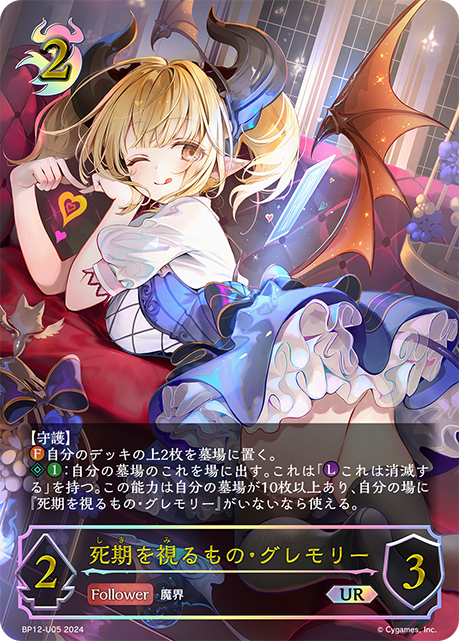 2
【守護】
F 自分のデッキの上2枚を墓場に置く。
1:自分の墓場のこれを場に出す。これは「L これは消滅す
る」を持つ。この能力は自分の墓場が10枚以上あり、自分の場に
『死期を視るもの・グレモリー』がいないなら使える。
しき み
死期を視るもの・グレモリー
2
3
Follower 魔界
UR
BP12-U05 2024
© Cygames, Inc.